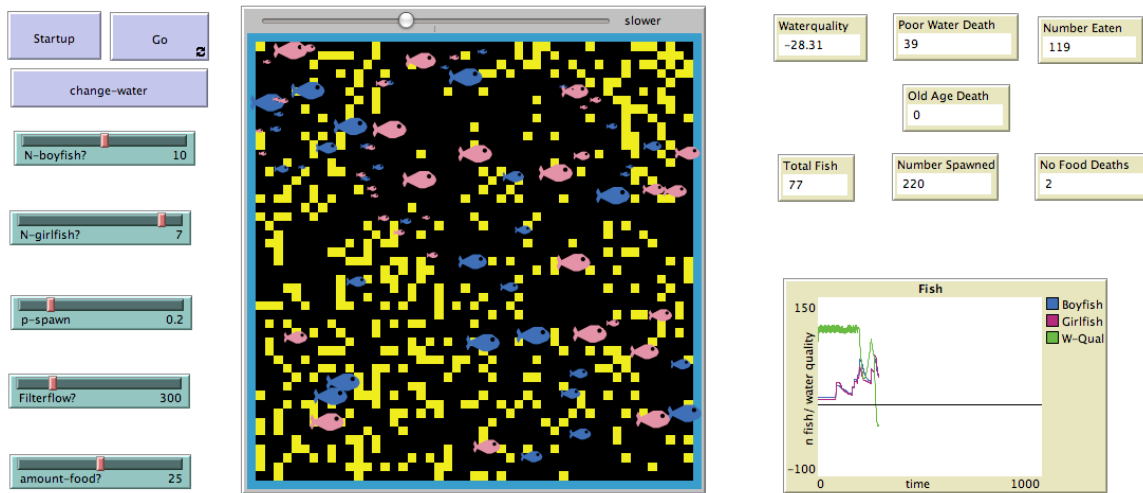 Startup
Go
change-water
N-boyfish? 10
N-girlfish? 7
p-spawn 0.2
Filterflow? 300
amount-food? 25
slower
Waterquality
-28.31
Poor Water Death
39
Number Eaten
119
Old Age Death
0
Total Fish
77
Number Spawned
220
No Food Deaths
2
Fish
150
n fish/ water quality
-100
0
time
1000
Boyfish
Girlfish
W-Qual